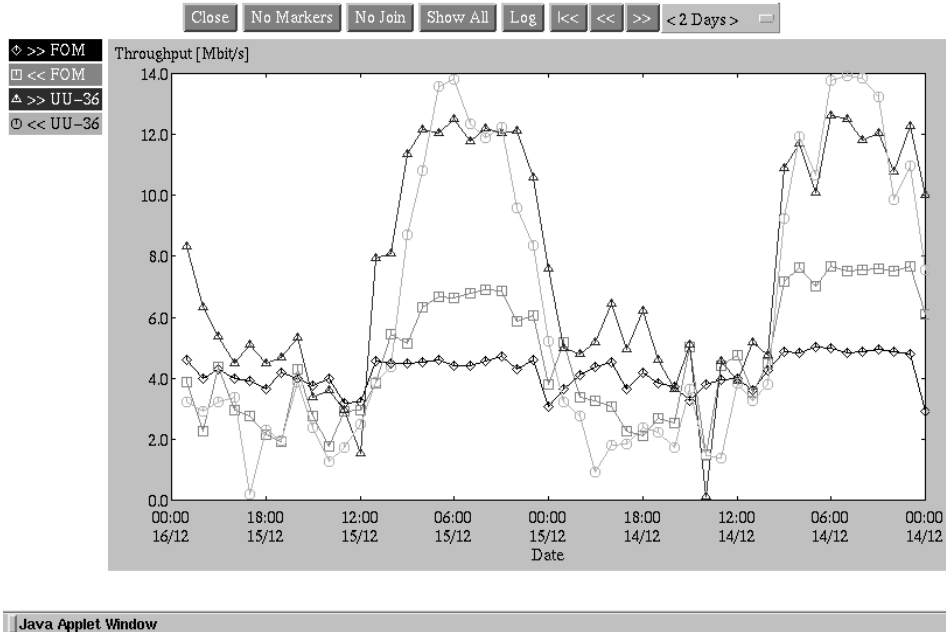 Close No Markers No Join Show All Log |<< << >> < 2 Days >
>> FOM
<< FOM
>> UU-36
<< UU-36
Throughput [Mbit/s]
14.0
12.0
10.0
8.0
6.0
4.0
2.0
0.0
00:00 18:00 12:00 06:00 00:00 18:00 12:00 06:00 00:00
16/12 15/12 15/12 15/12 15/12 14/12 14/12 14/12 14/12
Date
Java Applet Window